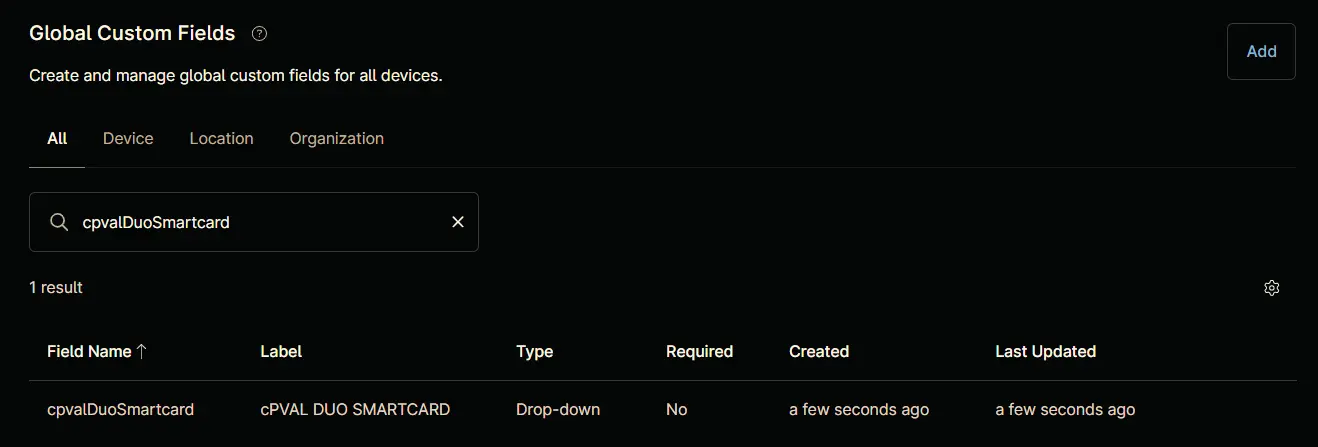 Global Custom Fields ?
Create and manage global custom fields for all devices.
Add
All Device Location Organization
cpvalDuoSmartcard
1 result
Field Name Label Type Required Created Last Updated
cpvalDuoSmartcard cPVAL DUO SMARTCARD Drop-down No a few seconds ago a few seconds ago